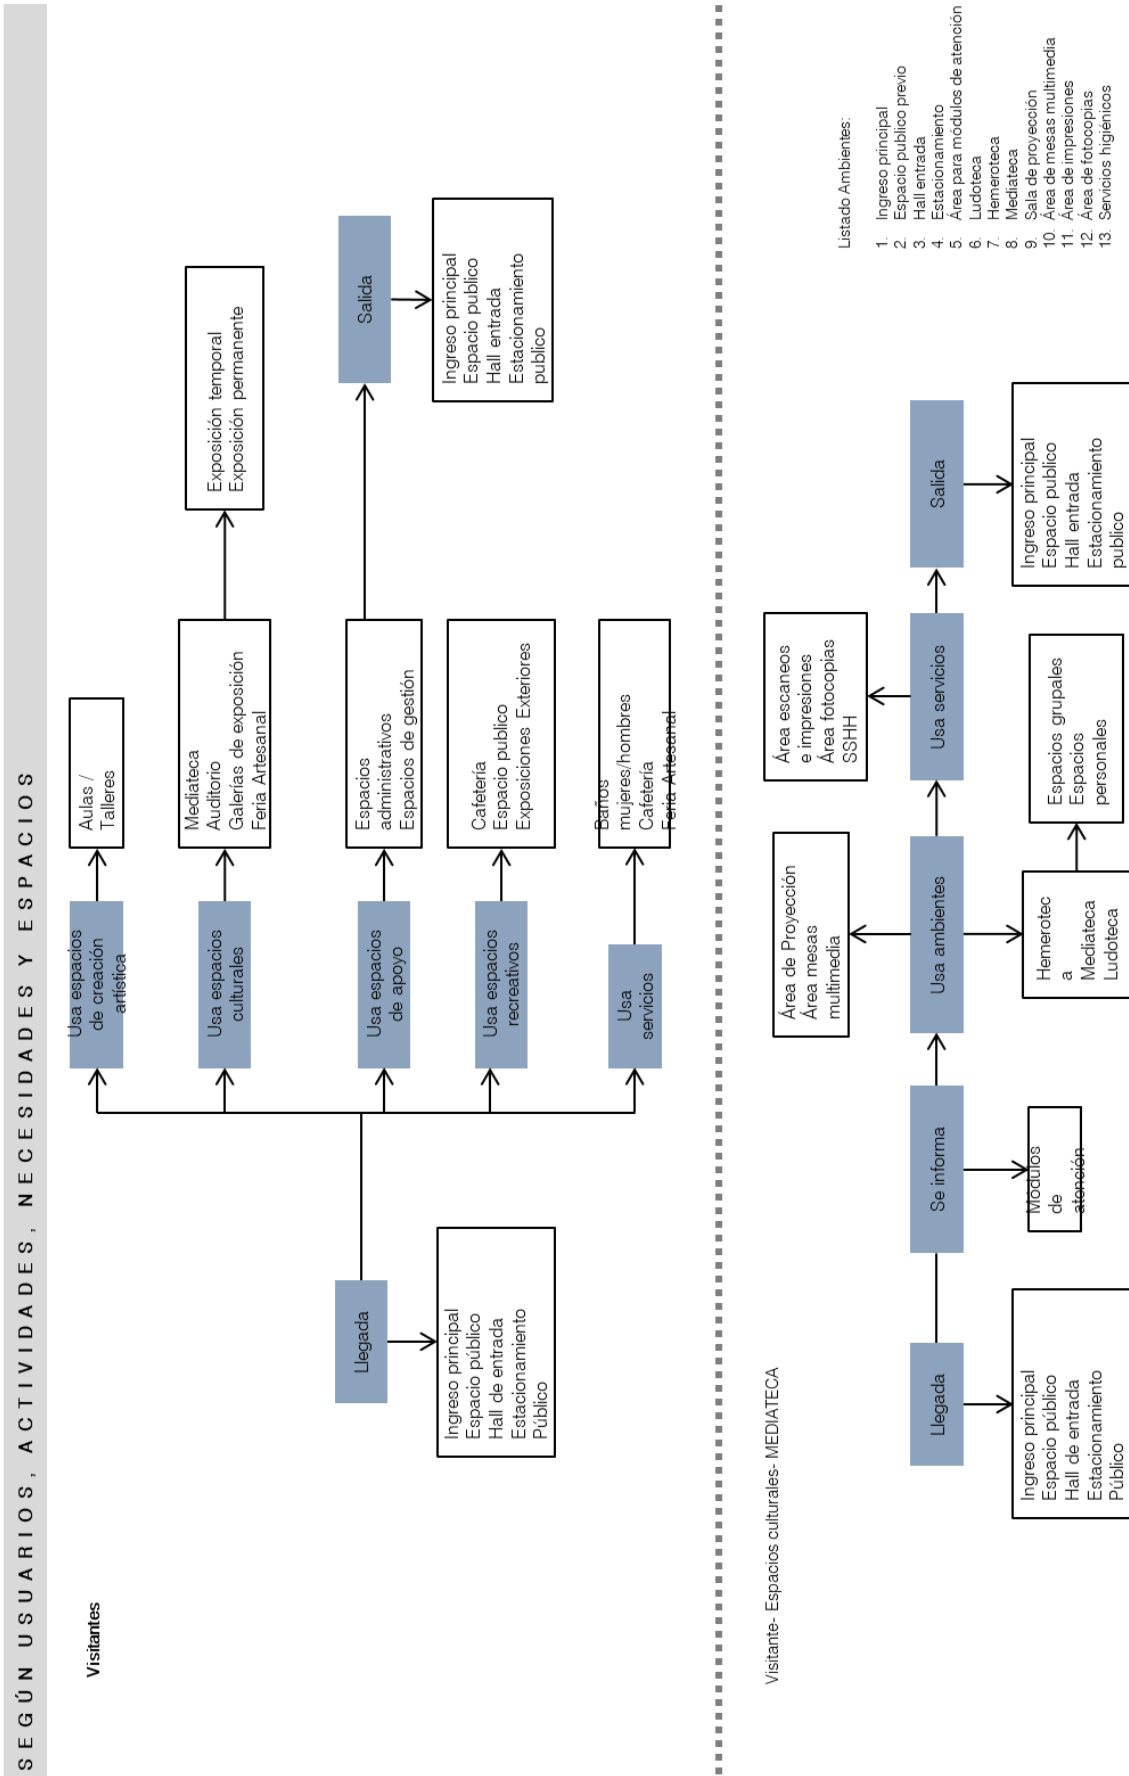 SEGÚN USUARIOS, ACTIVIDADES, NECESIDADES Y ESPACIOS
Visitantes
Llegada
Ingreso principal
Espacio público
Hall de entrada
Estacionamiento
Público
Usa espacios
de creación
artística
Aulas /
Talleres
Usa espacios
culturales
Mediateca
Auditorio
Galerías de exposición
Feria Artesanal
Exposición temporal
Exposición permanente
Usa espacios
de apoyo
Espacios
administrativos
Espacios de gestión
Usa espacios
recreativos
Cafetería
Espacio publico
Exposiciones Exteriores
Usa
servicios
Baños
mujeres/hombres
Cafetería
Feria Artesanal
Salida
Ingreso principal
Espacio publico
Hall entrada
Estacionamiento
publico
Visitante- Espacios culturales- MEDIATECA
Llegada
Ingreso principal
Espacio público
Hall de entrada
Estacionamiento
Público
Se informa
Módulos
de
atención
Usa ambientes
Área de Proyección
Área mesas
multimedia
Hemerotec
a
Mediateca
Ludoteca
Espacios grupales
Espacios
personales
Usa servicios
Área escaneos
e impresiones
Área fotocopias
SSHH
Salida
Ingreso principal
Espacio publico
Hall entrada
Estacionamiento
publico
Listado Ambientes:
1. Ingreso principal
2. Espacio publico previo
3. Hall entrada
4. Estacionamiento
5. Área para módulos de atención
6. Ludoteca
7. Hemeroteca
8. Mediateca
9. Sala de proyección
10. Área de mesas multimedia
11. Área de impresiones
12. Área de fotocopias
13. Servicios higiénicos